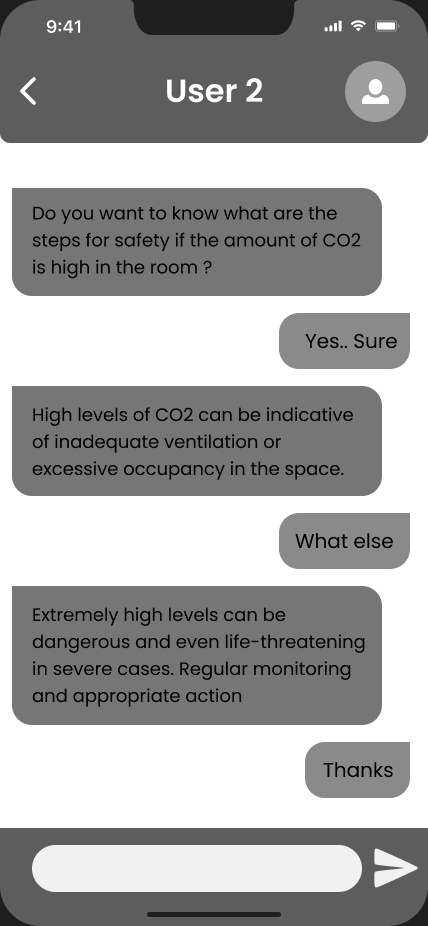 9:41
User 2
Do you want to know what are the
steps for safety if the amount of CO2
is high in the room ?
Yes.. Sure
High levels of CO2 can be indicative
of inadequate ventilation or
excessive occupancy in the space.
What else
Extremely high levels can be
dangerous and even life-threatening
in severe cases. Regular monitoring
and appropriate action
Thanks